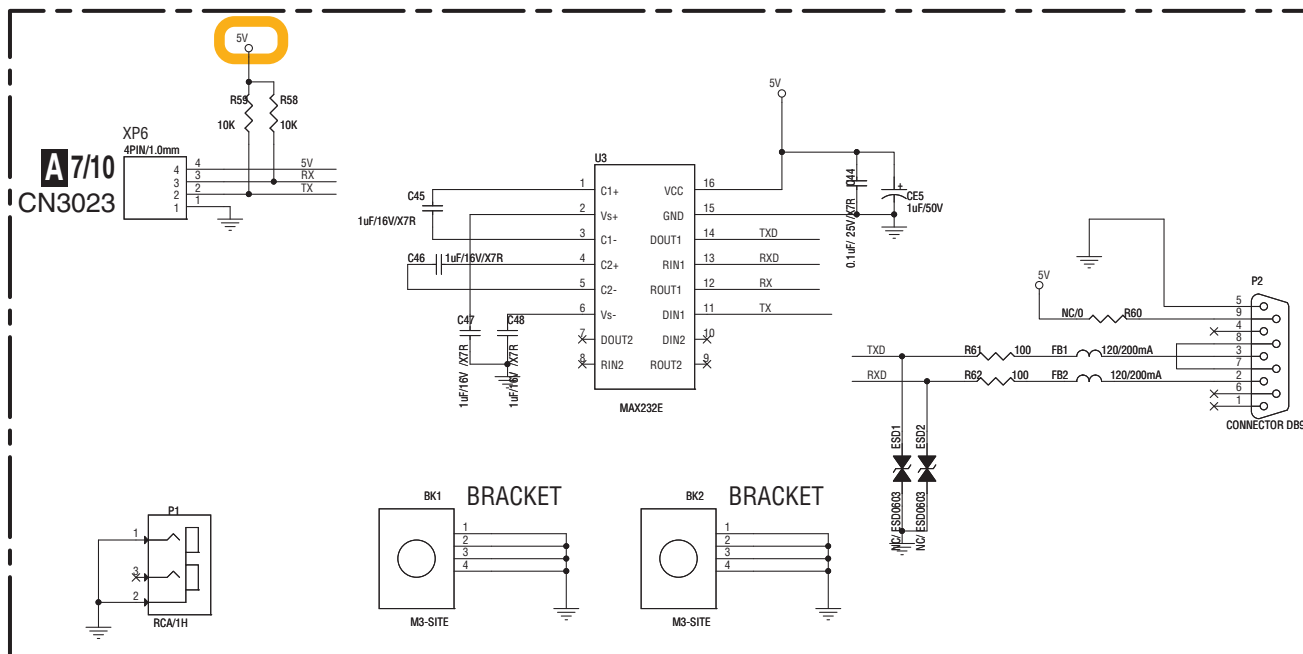 5V
R59 R58
10K 10K
XP6
4PIN/1.0mm
A 7/10
CN3023
4 4 5V
3 3 RX
2 2 TX
1 1
5V
U3
C45
1uF/16V/X7R
C46 1uF/16V/X7R
C47 C48
1uF/16V /X7R
1uF/16V /X7R
1 C1+ VCC 16
2 Vs+ GND 15
3 C1- DOUT1 14 TXD
4 C2+ RIN1 13 RXD
5 C2- ROUT1 12 RX
6 Vs- DIN1 11 TX
7 DOUT2 DIN2 10
8 RIN2 ROUT2 9
MAX232E
C44
0.1uF/ 25V/X7R
+
CE5
1uF/50V
5V
NC/0 R60
P2
5
9
4
8
3
7
2
6
1
CONNECTOR DB9
TXD R61 100 FB1 120/200mA
RXD R62 100 FB2 120/200mA
ESD1 ESD2
NC/ ESD0603
NC/ ESD0603
P1
1
3
2
RCA/1H
BK1 BRACKET
1
2
3
4
M3-SITE
BK2 BRACKET
1
2
3
4
M3-SITE